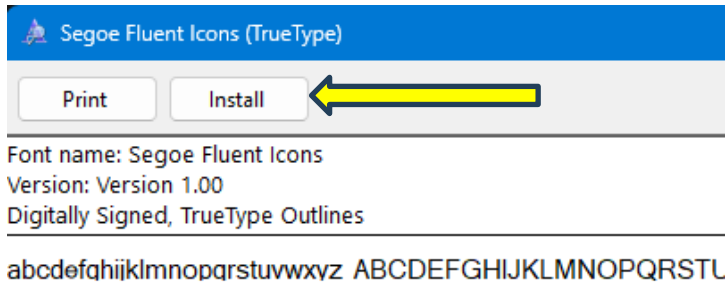 Segoe Fluent Icons (TrueType)
Print Install
Font name: Segoe Fluent Icons
Version: Version 1.00
Digitally Signed, TrueType Outlines
abcdefghijklmnopqrstuvwxyz ABCDEFGHIJKLMNOPQRSTU